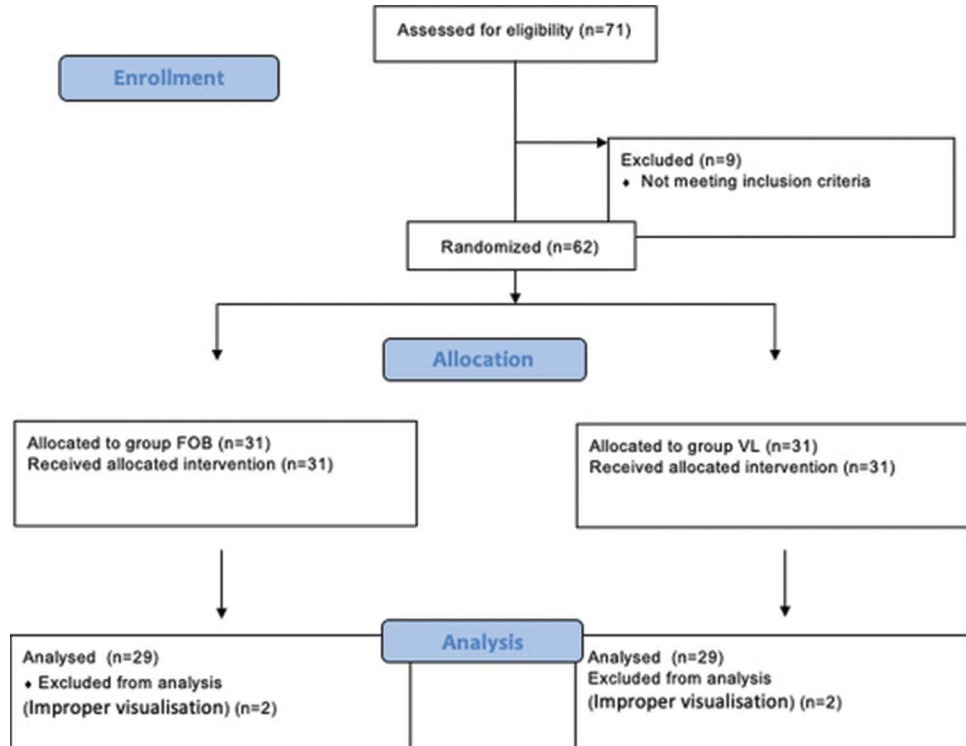 Assessed for eligibility (n=71)
Enrollment
Excluded (n=9)
♦ Not meeting inclusion criteria
Randomized (n=62)
Allocation
Allocated to group FOB (n=31)
Received allocated intervention (n=31)
Allocated to group VL (n=31)
Received allocated intervention (n=31)
Analysis
Analysed (n=29)
♦ Excluded from analysis
(Improper visualisation) (n=2)
Analysed (n=29)
Excluded from analysis
(Improper visualisation) (n=2)